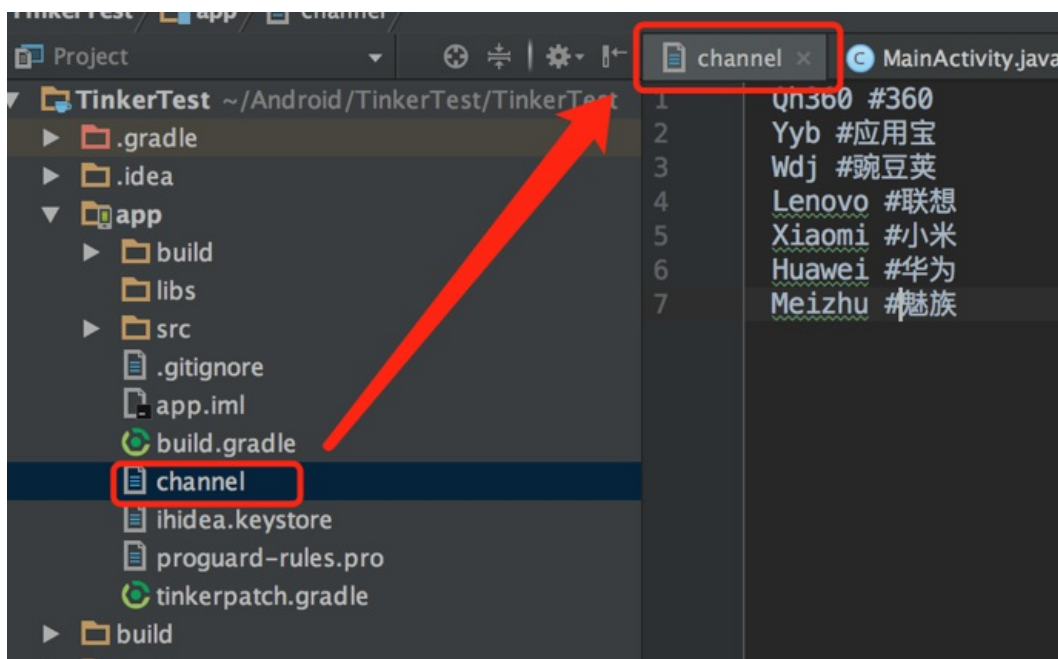 TinkerTest app channel
Project
channel
MainActivity.java
TinkerTest ~/Android/TinkerTest/TinkerTest
.gradle
.idea
app
build
libs
src
.gitignore
app.iml
build.gradle
channel
ihidea.keystore
proguard-rules.pro
tinkerpatch.gradle
build
1 Qh360 #360
2 Yyb #应用宝
3 Wdj #豌豆荚
4 Lenovo #联想
5 Xiaomi #小米
6 Huawei #华为
7 Meizhu #魅族